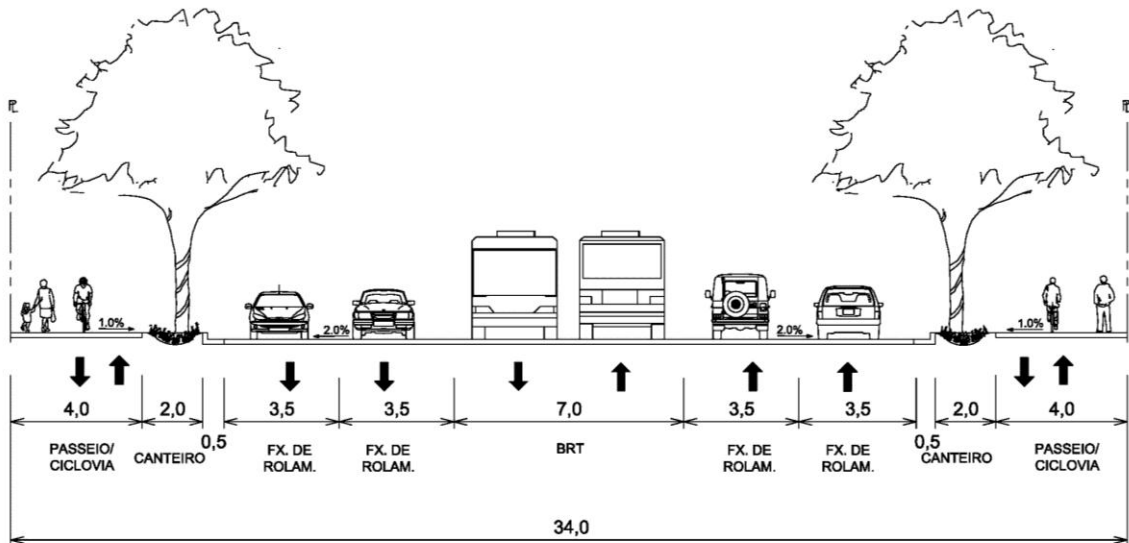 PL PL
1.0% 2.0% 2.0% 1.0%
4,0 2,0 3,5 3,5 7,0 3,5 3,5 2,0 4,0
0,5 0,5
PASSEIO/ CANTEIRO FX. DE FX. DE BRT FX. DE FX. DE CANTEIRO PASSEIO/
CICLOVIA ROLAM. ROLAM. ROLAM. ROLAM. CICLOVIA
34,0